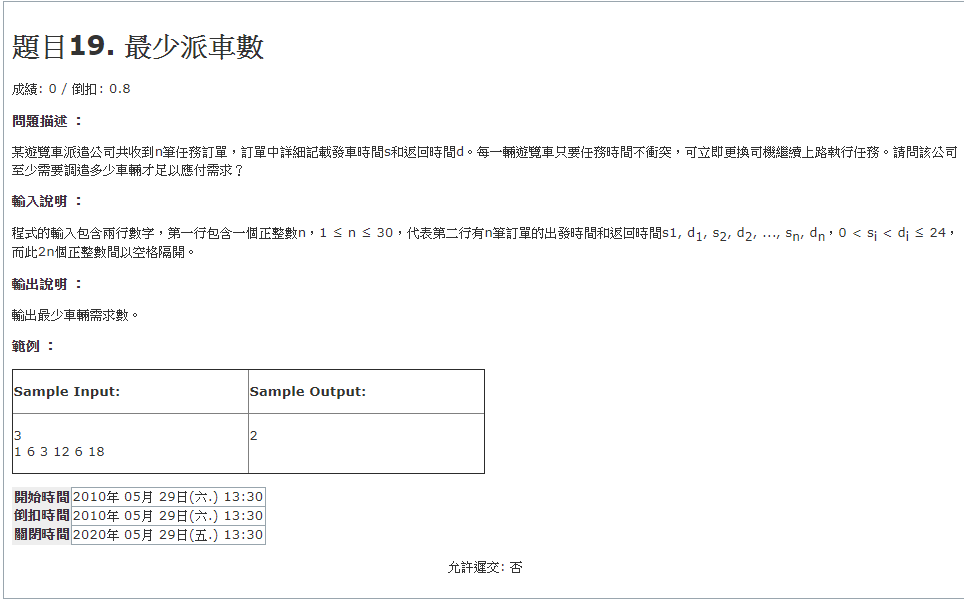 題目19. 最少派車數
成績: 0 / 倒扣: 0.8
問題描述 ：
某遊覽車派遣公司共收到n筆任務訂單，訂單中詳細記載發車時間s和返回時間d。每一輛遊覽車只要任務時間不衝突，可立即更換司機繼續上路執行任務。請問該公司
至少需要調遣多少車輛才足以應付需求？
輸入說明 ：
程式的輸入包含兩行數字，第一行包含一個正整數n，1 ≤ n ≤ 30，代表第二行有n筆訂單的出發時間和返回時間s1, d1, s2, d2, ..., sn, dn，0 < si < di ≤ 24，
而此2n個正整數間以空格隔開。
輸出說明 ：
輸出最少車輛需求數。
範例 ：
Sample Input: Sample Output:
3 2
1 6 3 12 6 18
開始時間 2010年 05月 29日(六.) 13:30
倒扣時間 2010年 05月 29日(六.) 13:30
關閉時間 2020年 05月 29日(五.) 13:30
允許遲交: 否